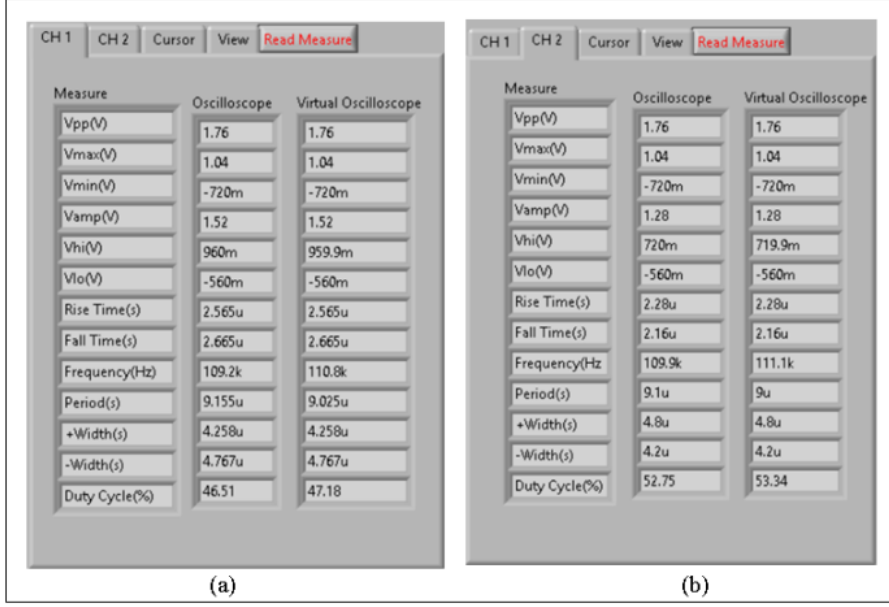 CH 1 CH 2 Cursor View Read Measure
Measure Oscilloscope Virtual Oscilloscope
Vpp(V) 1.76 1.76
Vmax(V) 1.04 1.04
Vmin(V) -720m -720m
Vamp(V) 1.52 1.52
Vhi(V) 960m 959.9m
Vlo(V) -560m -560m
Rise Time(s) 2.565u 2.565u
Fall Time(s) 2.665u 2.665u
Frequency(Hz) 109.2k 110.8k
Period(s) 9.155u 9.025u
+Width(s) 4.258u 4.258u
-Width(s) 4.767u 4.767u
Duty Cycle(%) 46.51 47.18
(a)
CH 1 CH 2 Cursor View Read Measure
Measure Oscilloscope Virtual Oscilloscope
Vpp(V) 1.76 1.76
Vmax(V) 1.04 1.04
Vmin(V) -720m -720m
Vamp(V) 1.28 1.28
Vhi(V) 720m 719.9m
Vlo(V) -560m -560m
Rise Time(s) 2.28u 2.28u
Fall Time(s) 2.16u 2.16u
Frequency(Hz 109.9k 111.1k
Period(s) 9.1u 9u
+Width(s) 4.8u 4.8u
-Width(s) 4.2u 4.2u
Duty Cycle(%) 52.75 53.34
(b)